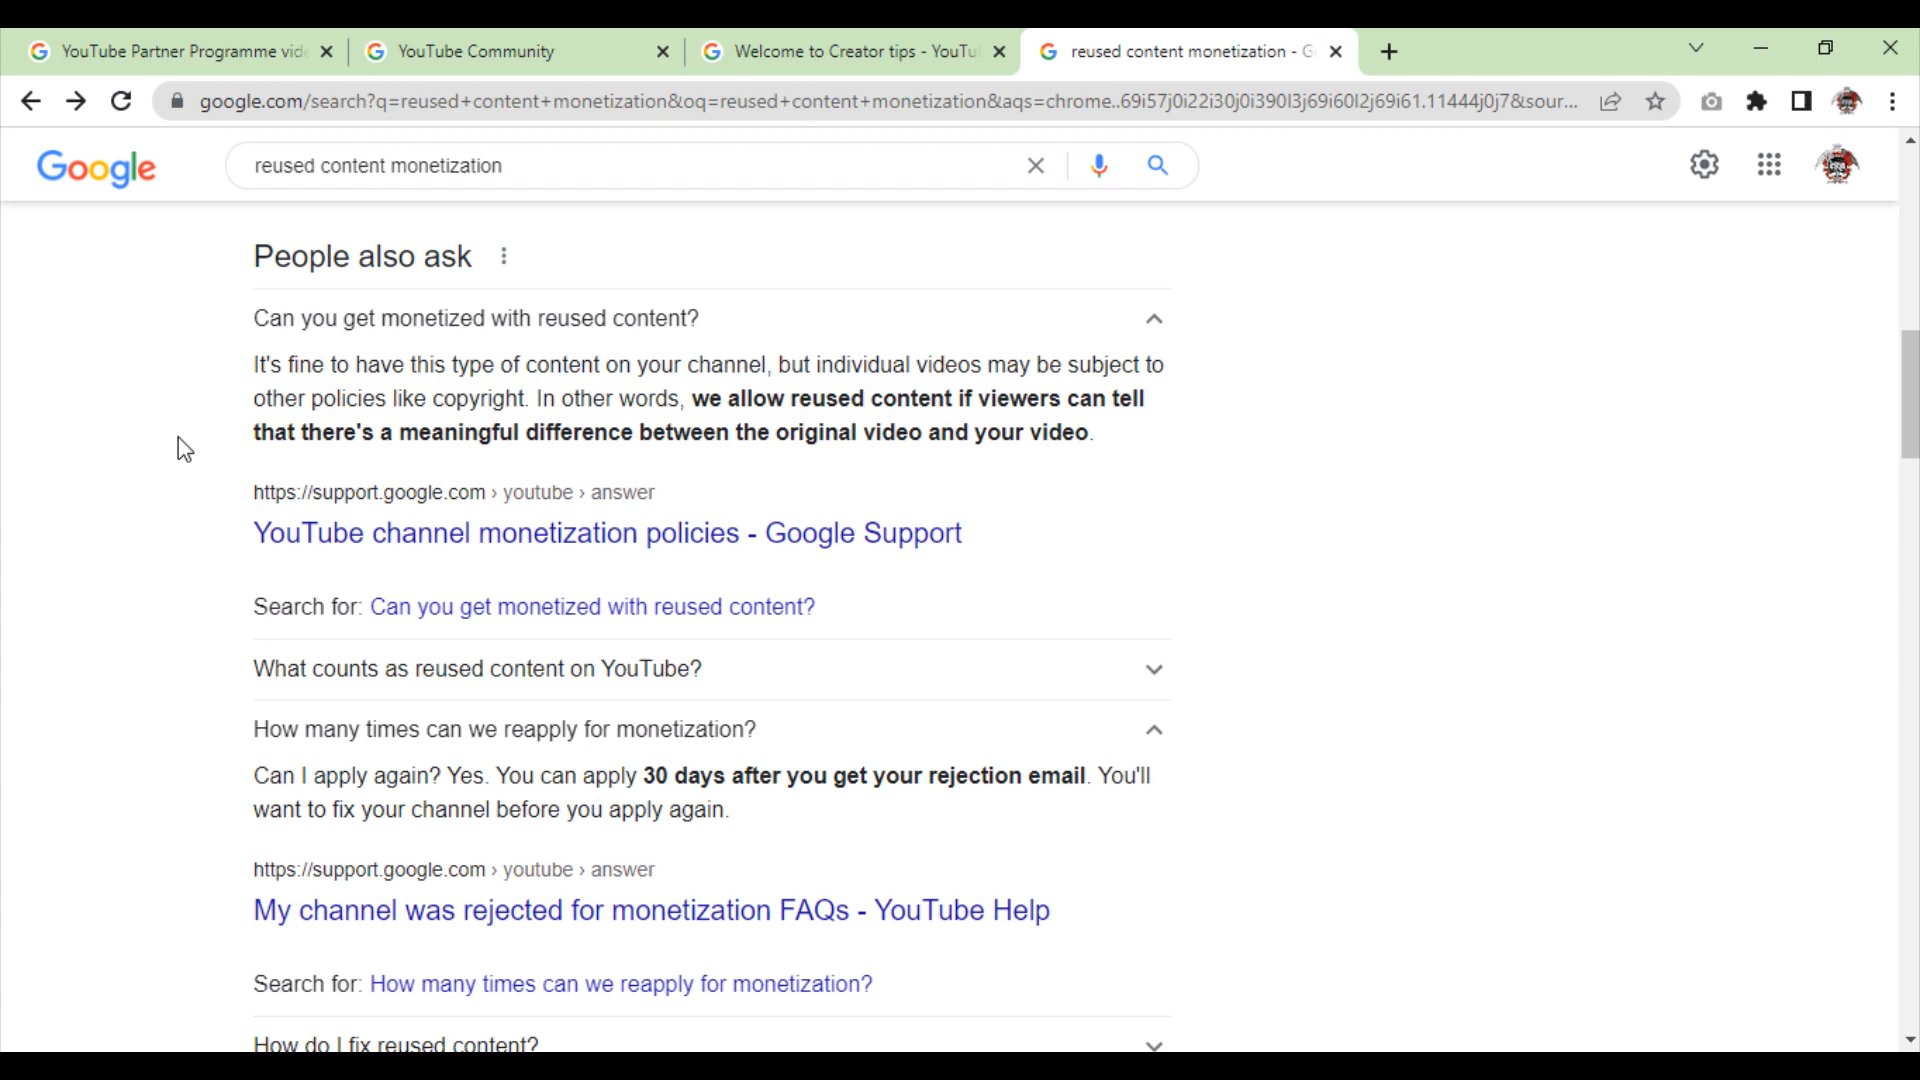 YouTube Partner Programme vide
YouTube Community
Welcome to Creator tips - YouTu
reused content monetization - G
google.com/search?q=reused+content+monetization&oq=reused+content+monetization&aqs=chrome..69i57j0i22i30j0i390l3j69i60l2j69i61.11444j0j7&sour...
Google
reused content monetization
People also ask
Can you get monetized with reused content?
It's fine to have this type of content on your channel, but individual videos may be subject to
other policies like copyright. In other words, we allow reused content if viewers can tell
that there's a meaningful difference between the original video and your video.
https://support.google.com › youtube › answer
YouTube channel monetization policies - Google Support
Search for: Can you get monetized with reused content?
What counts as reused content on YouTube?
How many times can we reapply for monetization?
Can I apply again? Yes. You can apply 30 days after you get your rejection email. You'll
want to fix your channel before you apply again.
https://support.google.com › youtube › answer
My channel was rejected for monetization FAQs - YouTube Help
Search for: How many times can we reapply for monetization?
How do I fix reused content?